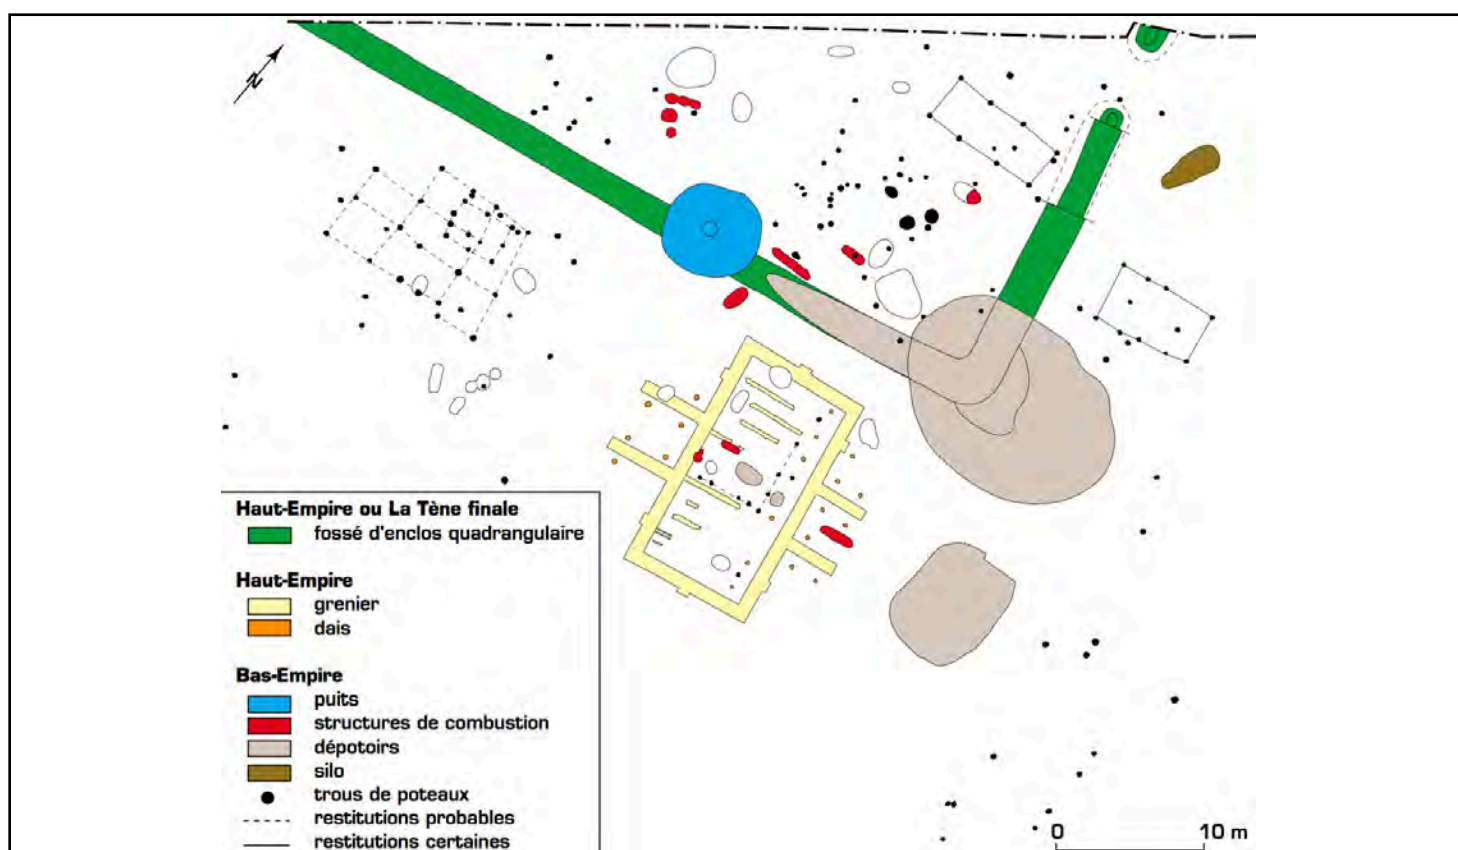 N
Haut-Empire ou La Tène finale
fossé d'enclos quadrangulaire
Haut-Empire
grenier
dais
Bas-Empire
puits
structures de combustion
dépotoirs
silo
trous de poteaux
restitutions probables
restitutions certaines
0 10 m